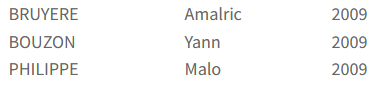 BRUYERE Amalric 2009
BOUZON Yann 2009
PHILIPPE Malo 2009